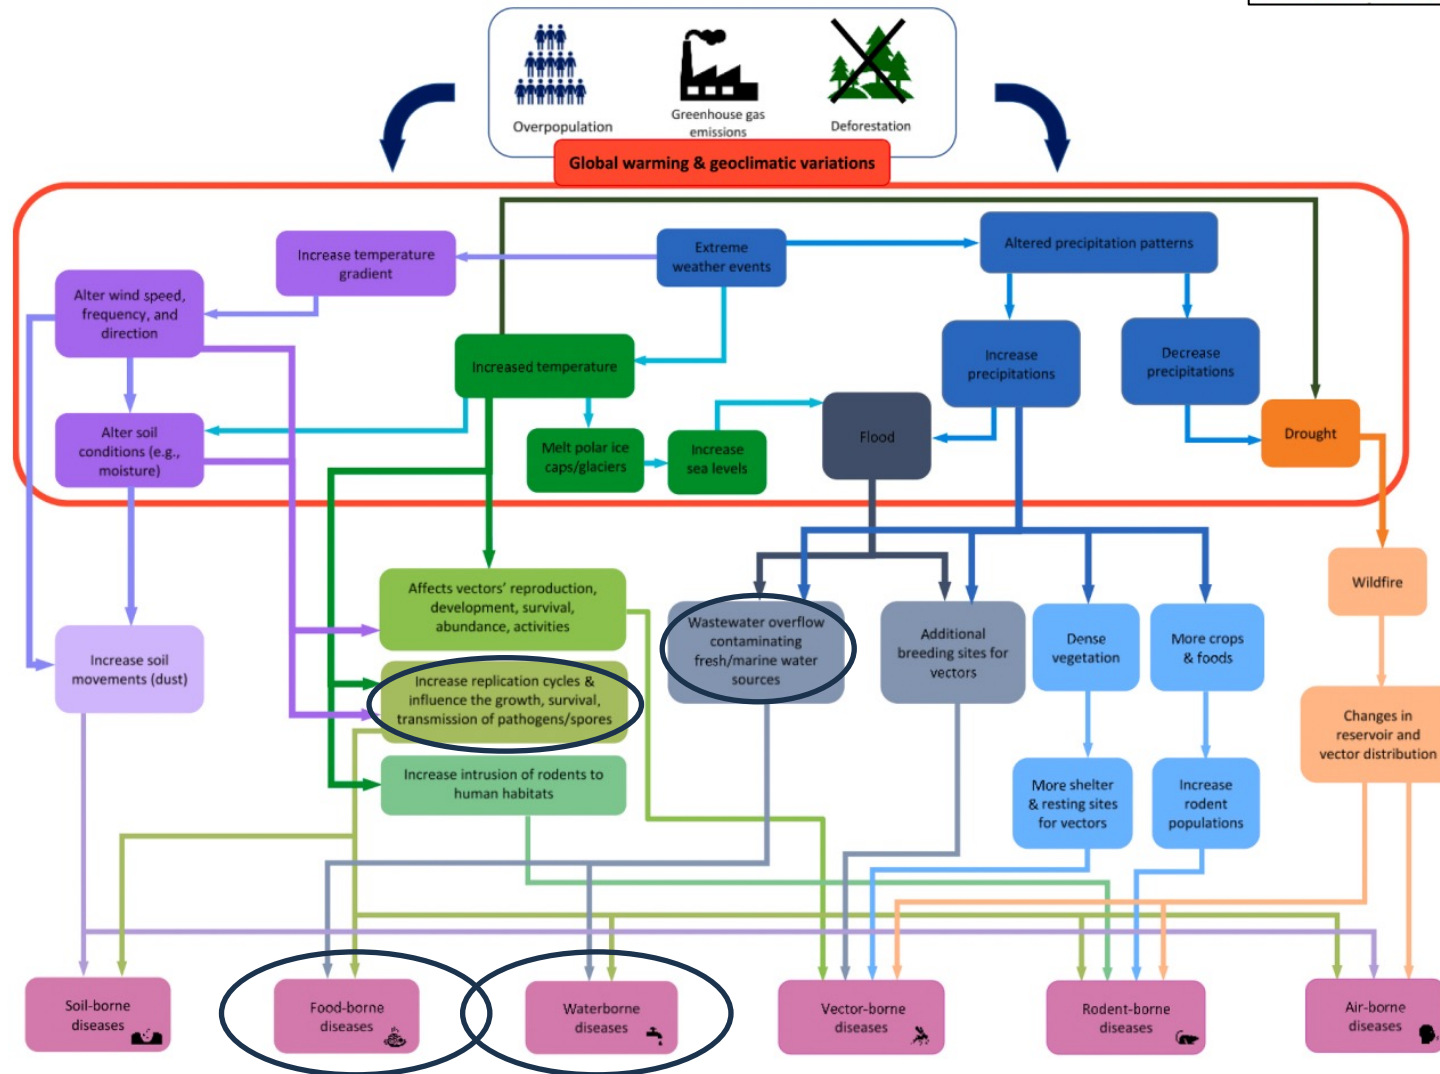 Overpopulation
Greenhouse gas
emissions
Deforestation
Global warming & geoclimatic variations
Increase temperature
gradient
Extreme
weather events
Altered precipitation patterns
Alter wind speed,
frequency, and
direction
Increased temperature
Increase
precipitations
Decrease
precipitations
Alter soil
conditions (e.g.,
moisture)
Melt polar ice
caps/glaciers
Increase
sea levels
Flood
Drought
Affects vectors' reproduction,
development, survival,
abundance, activities
Wildfire
Increase soil
movements (dust)
Increase replication cycles &
influence the growth, survival,
transmission of pathogens/spores
Wastewater overflow
contaminating
fresh/marine water
sources
Additional
breeding sites for
vectors
Dense
vegetation
More crops
& foods
Changes in
reservoir and
vector distribution
Increase intrusion of rodents to
human habitats
More shelter
& resting sites
for vectors
Increase
rodent
populations
Soil-borne
diseases
Food-borne
diseases
Waterborne
diseases
Vector-borne
diseases
Rodent-borne
diseases
Air-borne
diseases